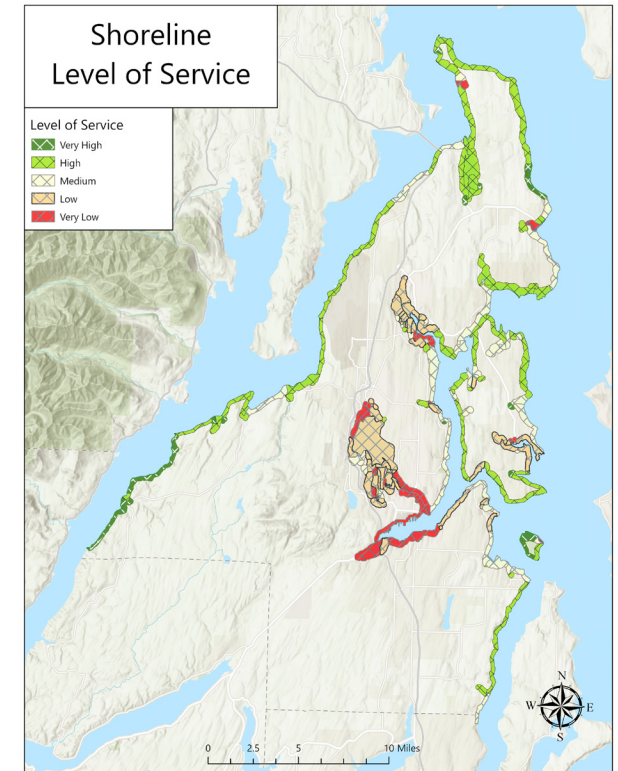 Shoreline
Level of Service
Level of Service
Very High
High
Medium
Low
Very Low
N
W
E
S
0
2.5
5
10 Miles